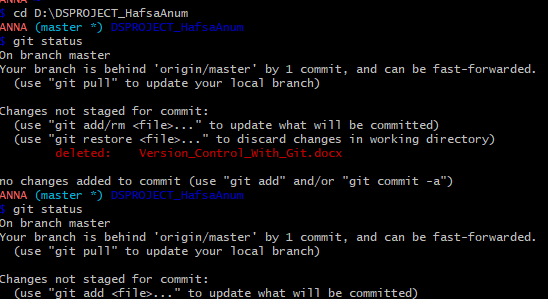 ANNA
$ cd D:\DSPROJECT_HafsaAnum
ANNA (master *) DSPROJECT_HafsaAnum
$ git status
On branch master
Your branch is behind 'origin/master' by 1 commit, and can be fast-forwarded.
(use "git pull" to update your local branch)
Changes not staged for commit:
(use "git add/rm <file>..." to update what will be committed)
(use "git restore <file>..." to discard changes in working directory)
deleted: Version_Control_With_Git.docx
no changes added to commit (use "git add" and/or "git commit -a")
ANNA (master *) DSPROJECT_HafsaAnum
$ git status
On branch master
Your branch is behind 'origin/master' by 1 commit, and can be fast-forwarded.
(use "git pull" to update your local branch)
Changes not staged for commit:
(use "git add <file>..." to update what will be committed)